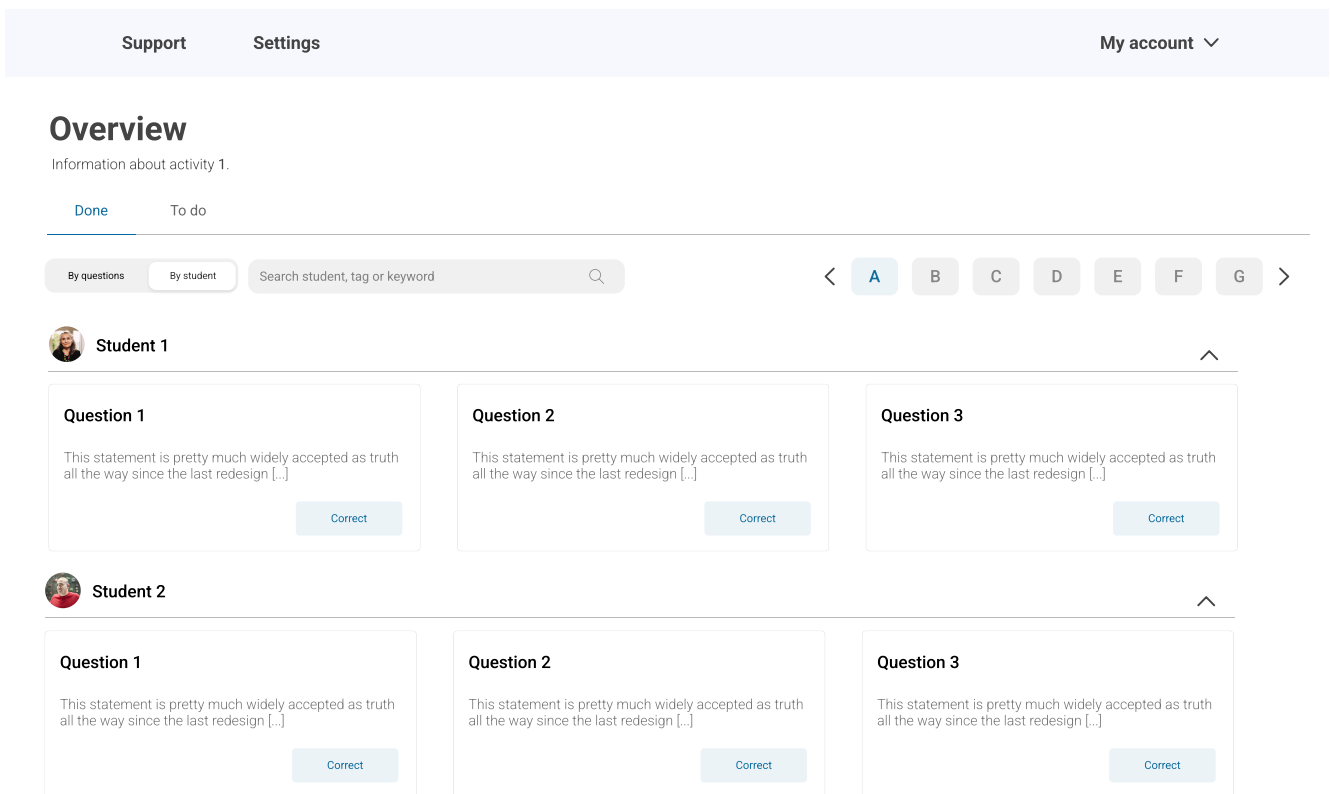 Support Settings My account
Overview
Information about activity 1.
Done To do
By questions By student Search student, tag or keyword A B C D E F G
Student 1
Question 1
This statement is pretty much widely accepted as truth
all the way since the last redesign [...]
Correct
Question 2
This statement is pretty much widely accepted as truth
all the way since the last redesign [...]
Correct
Question 3
This statement is pretty much widely accepted as truth
all the way since the last redesign [...]
Correct
Student 2
Question 1
This statement is pretty much widely accepted as truth
all the way since the last redesign [...]
Correct
Question 2
This statement is pretty much widely accepted as truth
all the way since the last redesign [...]
Correct
Question 3
This statement is pretty much widely accepted as truth
all the way since the last redesign [...]
Correct